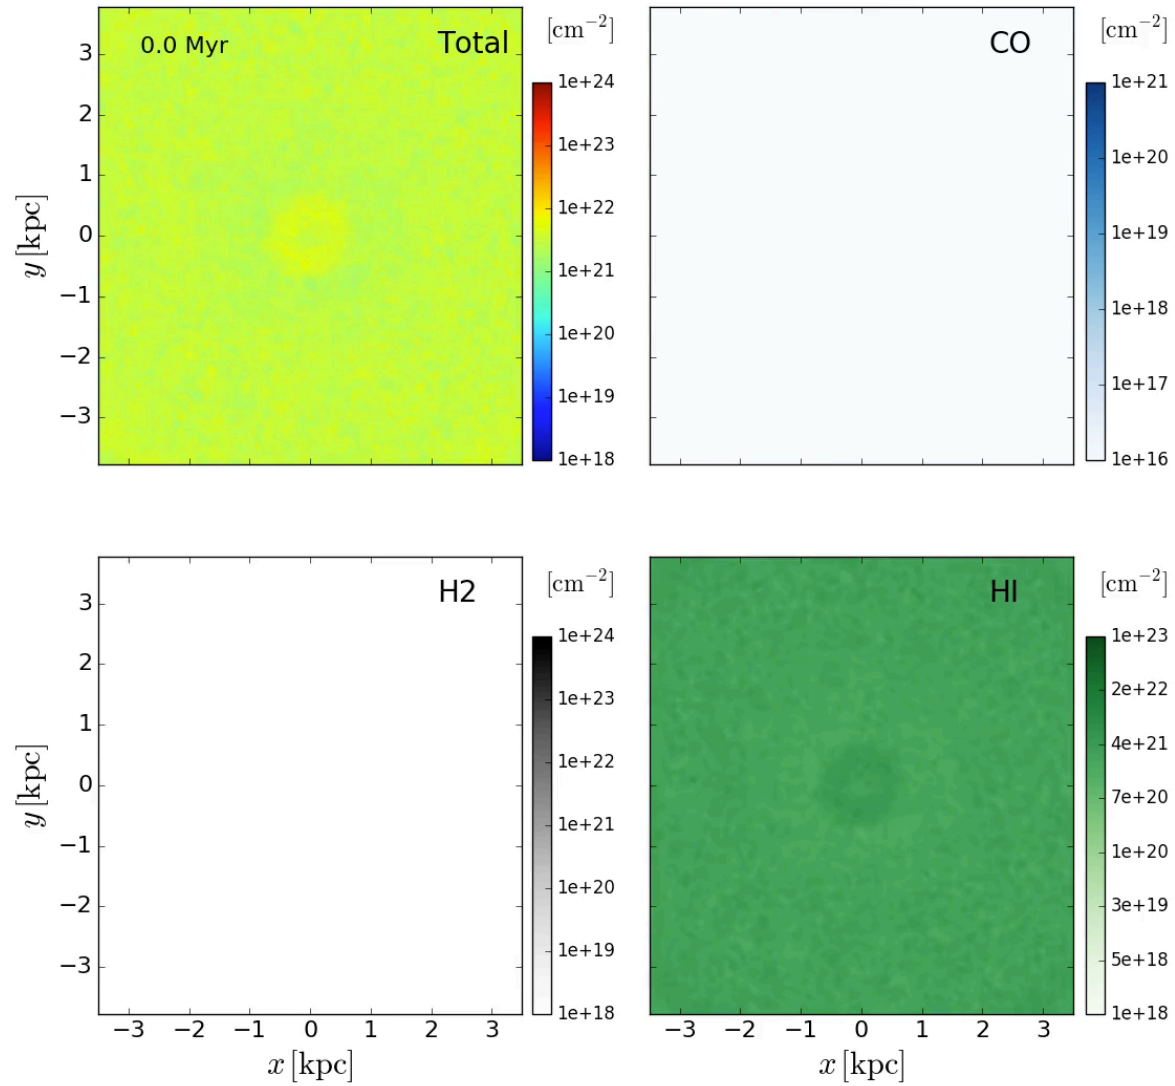 0.0 Myr
Total
[cm⁻²]
1e+24
1e+23
1e+22
1e+21
1e+20
1e+19
1e+18
3
2
1
0
−1
−2
−3
y [kpc]
CO
[cm⁻²]
1e+21
1e+20
1e+19
1e+18
1e+17
1e+16
H2
[cm⁻²]
1e+24
1e+23
1e+22
1e+21
1e+20
1e+19
1e+18
3
2
1
0
−1
−2
−3
y [kpc]
−3 −2 −1 0 1 2 3
x [kpc]
HI
[cm⁻²]
1e+23
2e+22
4e+21
7e+20
1e+20
3e+19
5e+18
1e+18
−3 −2 −1 0 1 2 3
x [kpc]